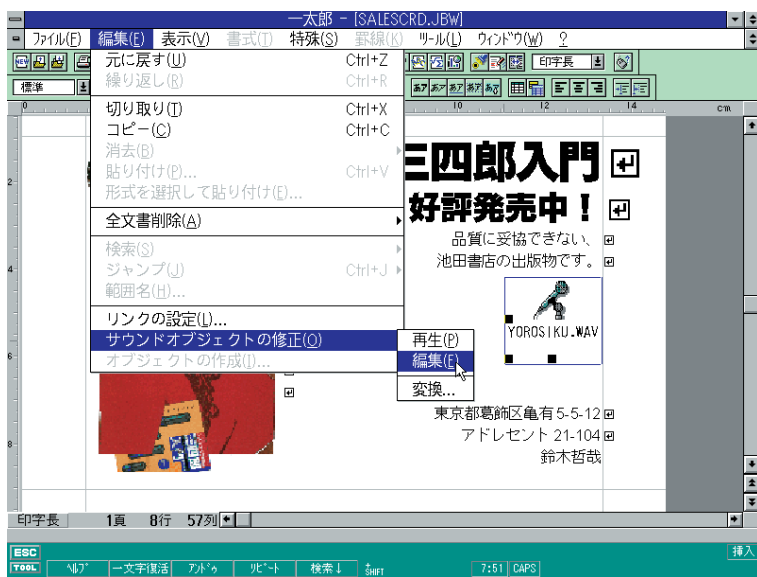 一太郎 - [SALESCRD.JBW]
ﾌｧｲﾙ(F) 編集(E) 表示(V) 書式(T) 特殊(S) 罫線(K) ﾂｰﾙ(L) ｳｨﾝﾄﾞｳ(W) ?
印字長
標準
元に戻す(U) Ctrl+Z
繰り返し(R) Ctrl+R
切り取り(T) Ctrl+X
コピー(C) Ctrl+C
消去(B)
貼り付け(P)... Ctrl+V
形式を選択して貼り付け(E)...
全文書削除(A)
検索(S)
ジャンプ(J) Ctrl+J
範囲名(H)...
リンクの設定(L)...
サウンドオブジェクトの修正(O)
オブジェクトの作成(I)...
再生(P)
編集(E)
変換...
0 10 12 14 cm
2
4
6
8
三四郎入門
好評発売中！
品質に妥協できない、
池田書店の出版物です。
YOROSIKU.WAV
東京都葛飾区亀有5-5-12
アドレセント 21-104
鈴木哲哉
印字長 1頁 8行 57列
ESC 挿入
TOOL ﾍﾙﾌﾟ 一文字復活 ｱﾝﾄﾞｩ ﾘﾋﾟｰﾄ 検索↓ SHIFT 7:51 CAPS